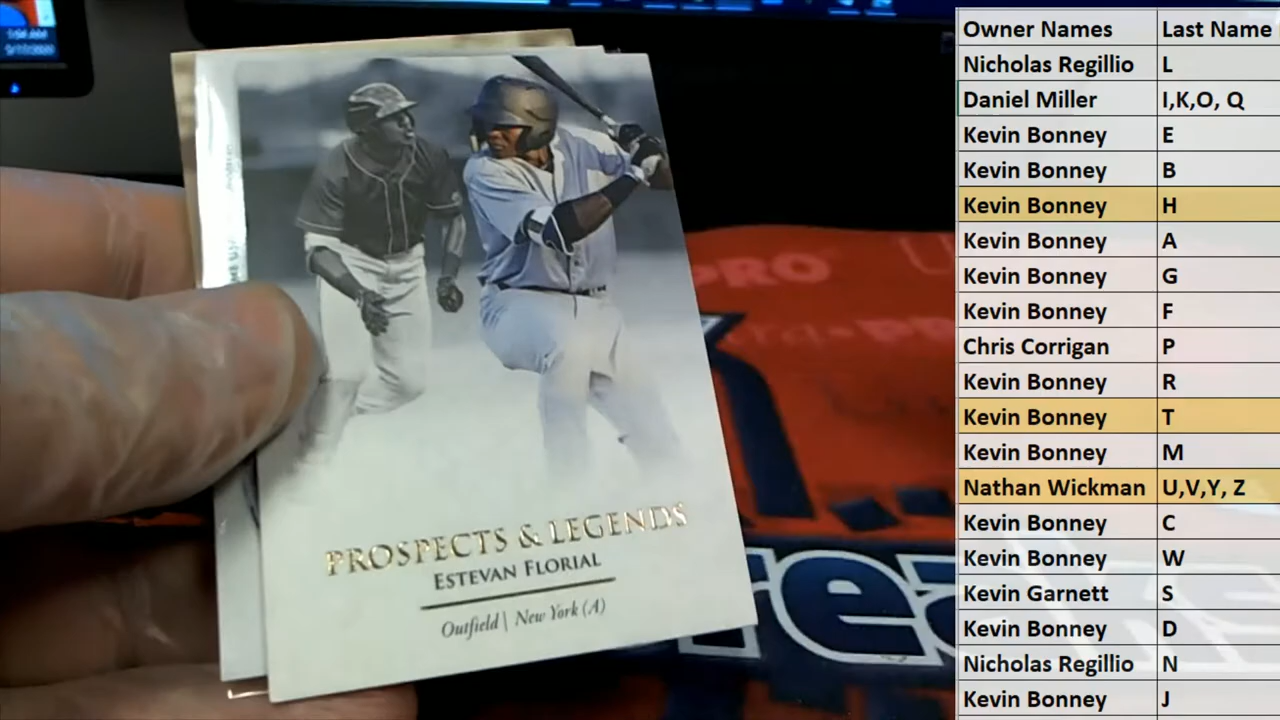 PROSPECTS & LEGENDS
ESTEVAN FLORIAL
Outfield | New York (A)
PRO
Owner Names Last Name
Nicholas Regillio L
Daniel Miller I,K,O, Q
Kevin Bonney E
Kevin Bonney B
Kevin Bonney H
Kevin Bonney A
Kevin Bonney G
Kevin Bonney F
Chris Corrigan P
Kevin Bonney R
Kevin Bonney T
Kevin Bonney M
Nathan Wickman U,V,Y, Z
Kevin Bonney C
Kevin Bonney W
Kevin Garnett S
Kevin Bonney D
Nicholas Regillio N
Kevin Bonney J